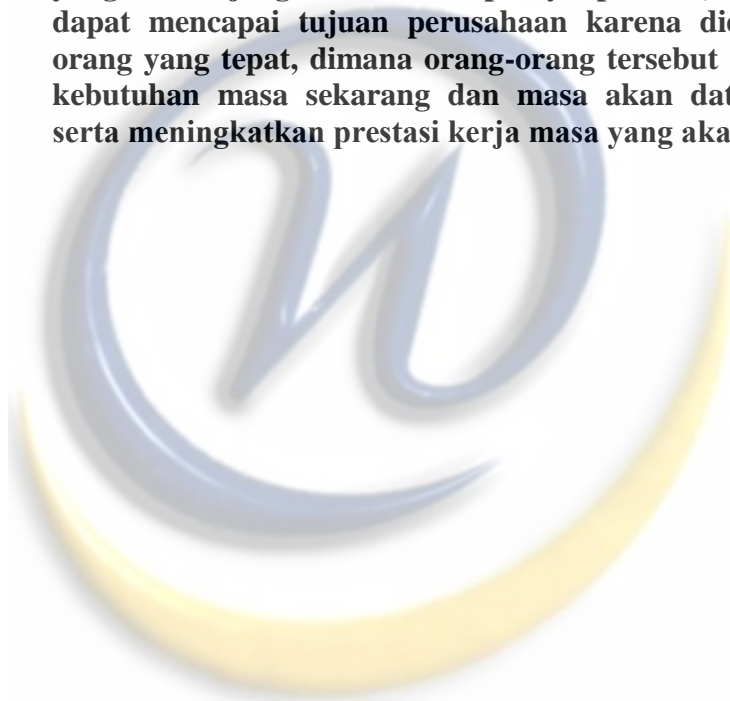 dapat mencapai tujuan perusahaan karena
orang yang tepat, dimana orang-orang tersebut
kebutuhan masa sekarang dan masa akan
serta meningkatkan prestasi kerja masa yang